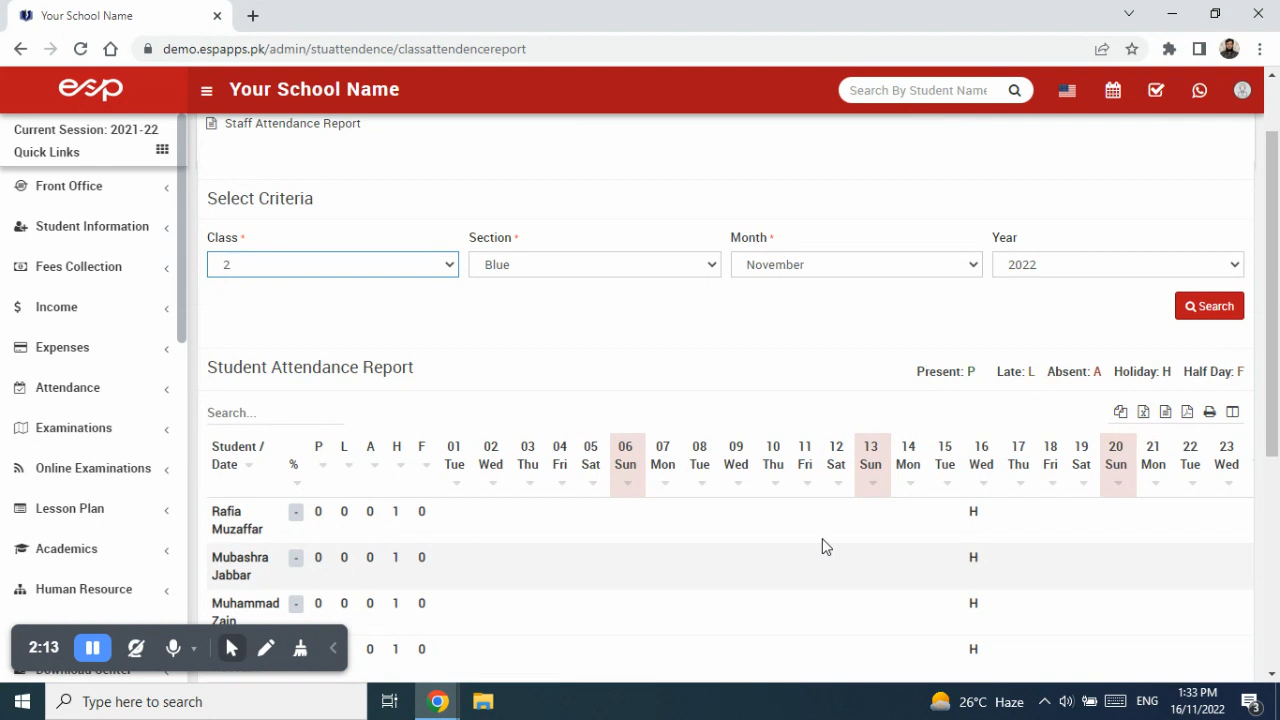 Your School Name
demo.espapps.pk/admin/stuattendence/classattendencereport
esp
Your School Name
Search By Student Name
Current Session: 2021-22
Quick Links
Front Office
Student Information
Fees Collection
Income
Expenses
Attendance
Examinations
Online Examinations
Lesson Plan
Academics
Human Resource
Staff Attendance Report
Select Criteria
Class *
Section *
Month *
Year
2
Blue
November
2022
Search
Student Attendance Report
Present: P Late: L Absent: A Holiday: H Half Day: F
Search...
Student / Date % P L A H F 01 Tue 02 Wed 03 Thu 04 Fri 05 Sat 06 Sun 07 Mon 08 Tue 09 Wed 10 Thu 11 Fri 12 Sat 13 Sun 14 Mon 15 Tue 16 Wed 17 Thu 18 Fri 19 Sat 20 Sun 21 Mon 22 Tue 23 Wed
Rafia Muzaffar - 0 0 0 1 0 H
Mubashra Jabbar - 0 0 0 1 0 H
Muhammad Zain - 0 0 0 1 0 H
0 1 0 H
2:13
Type here to search
26°C Haze
ENG
1:33 PM
16/11/2022
3